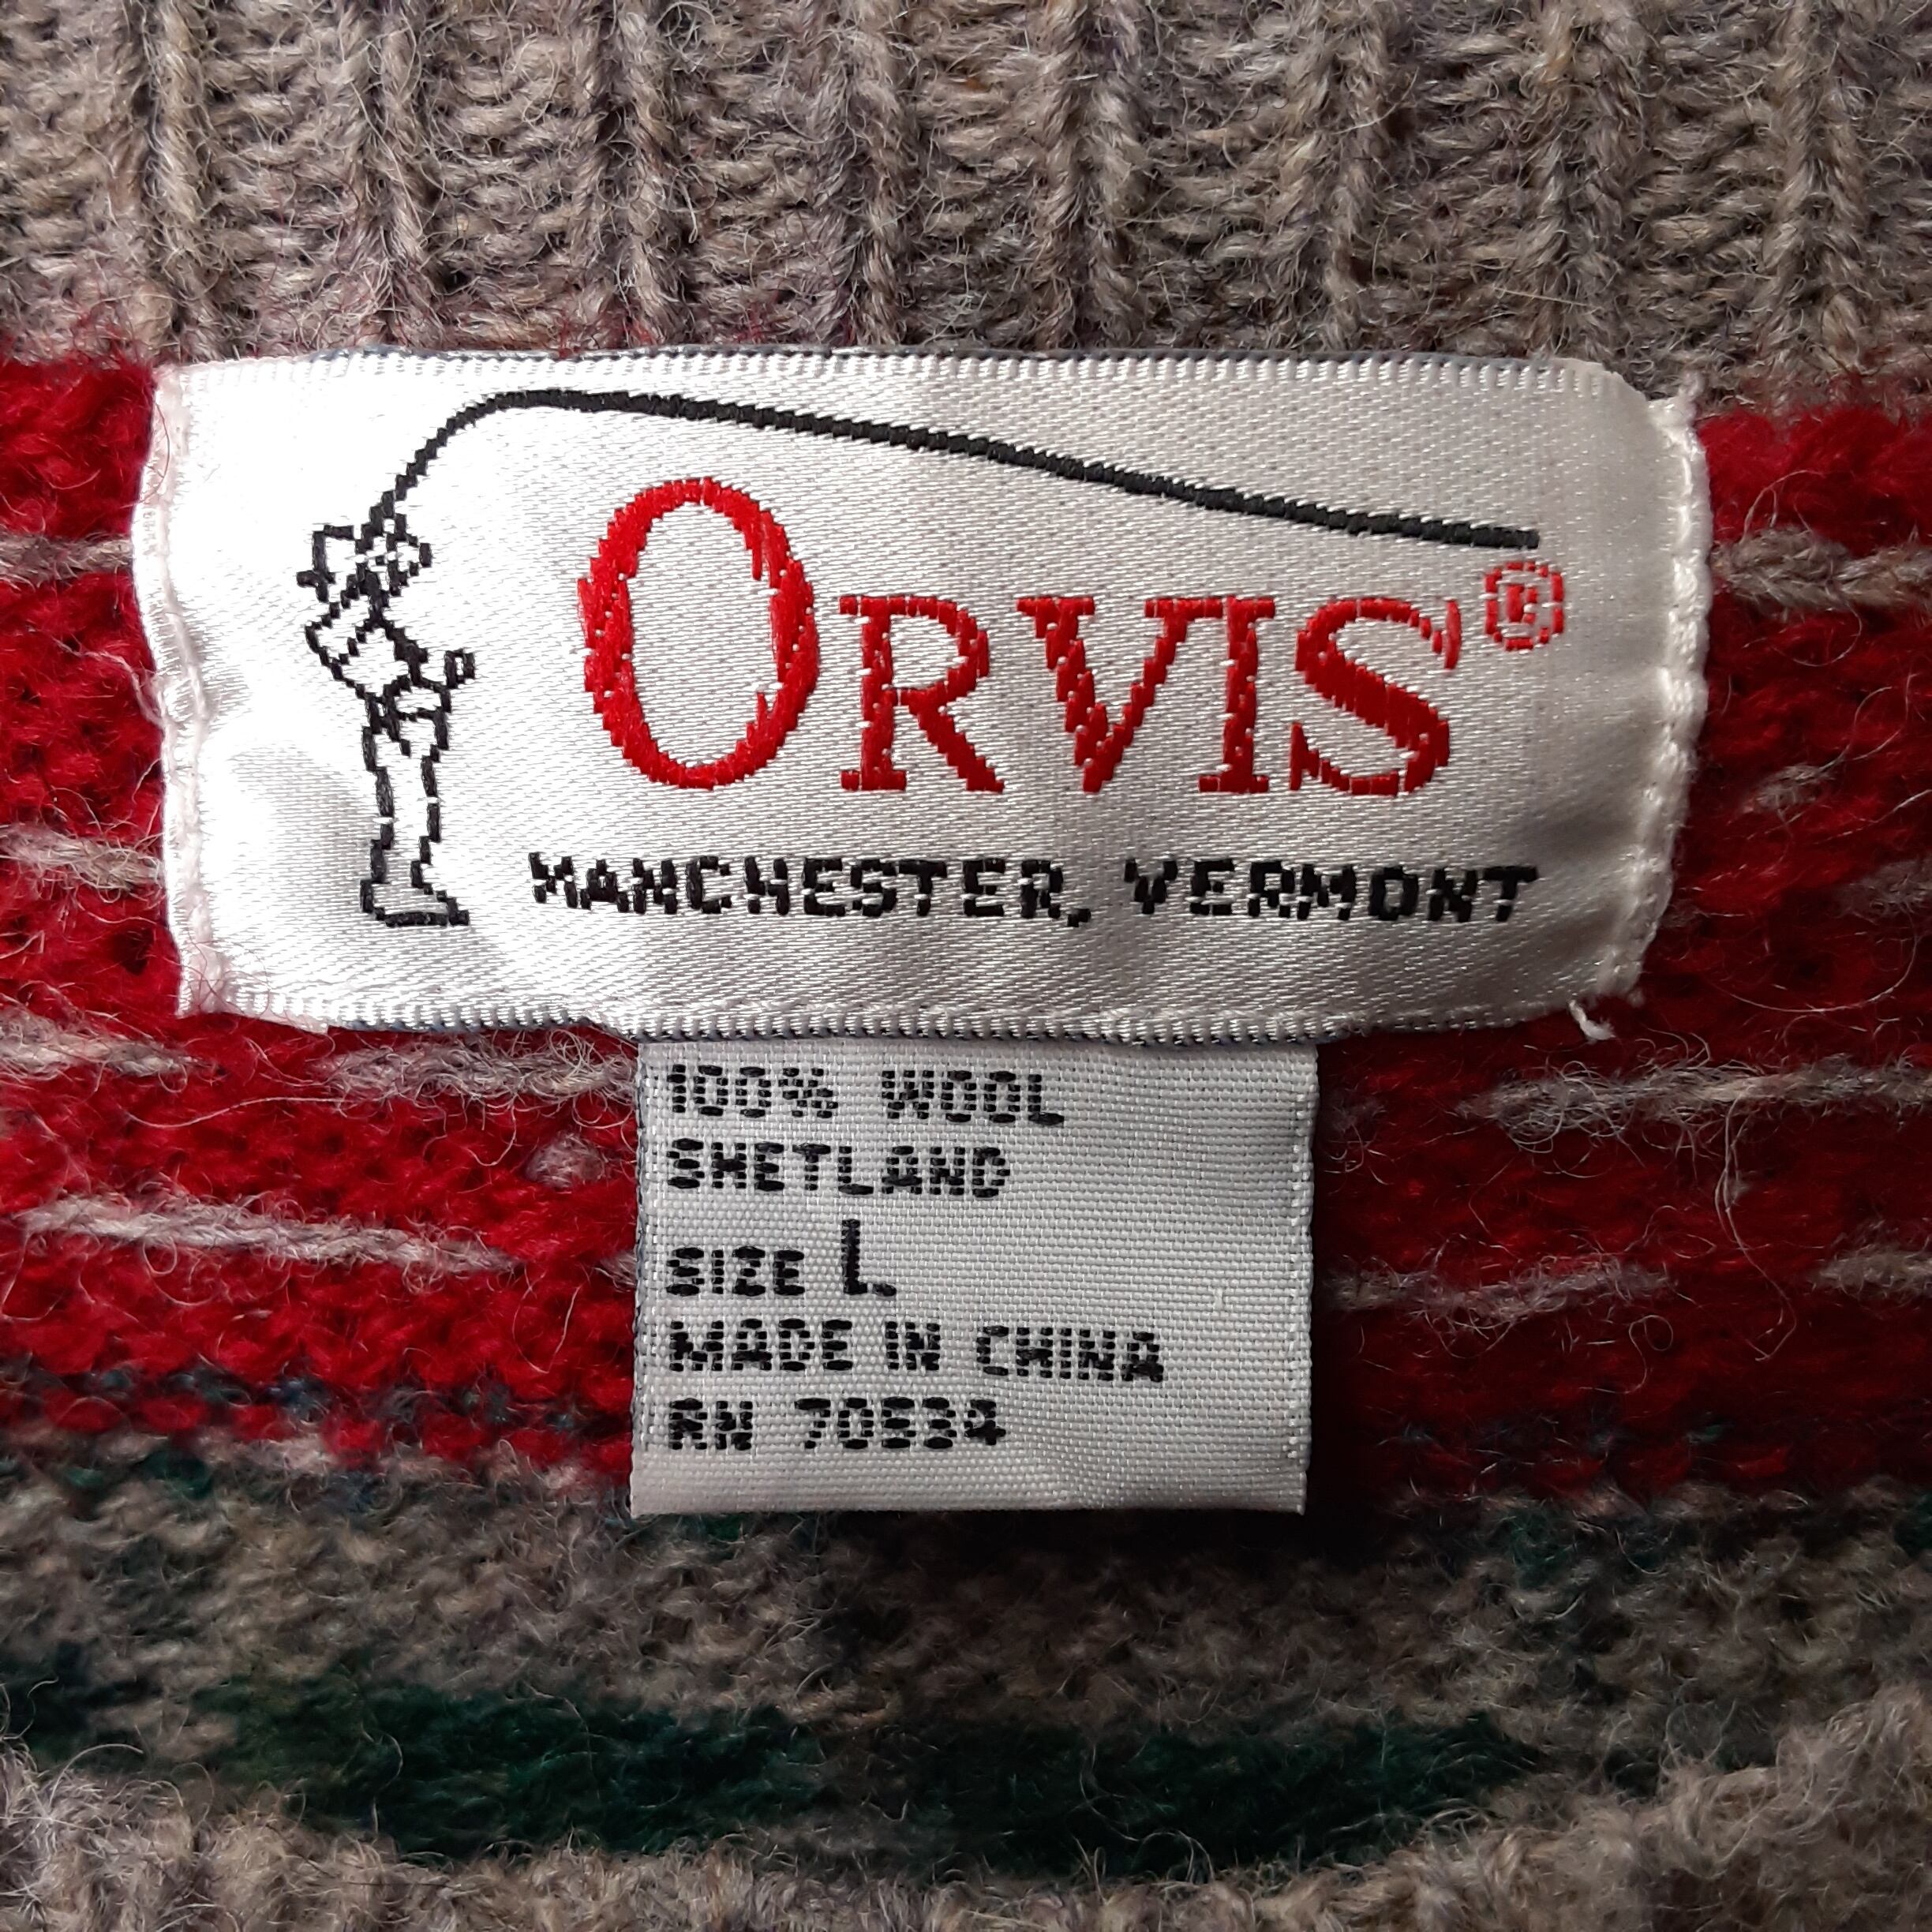 ORVIS®
MANCHESTER, VERMONT
100% WOOL
SHETLAND
SIZE L.
MADE IN CHINA
RN 70534